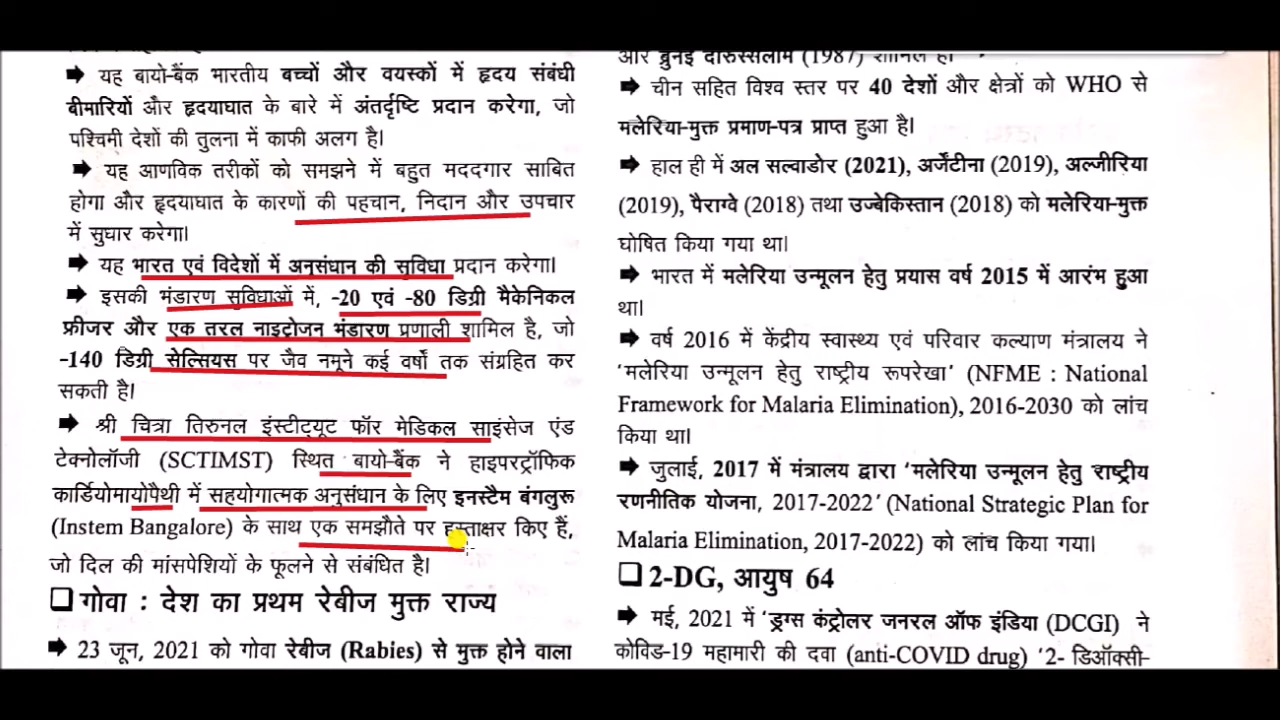 ➡ यह बायो-बैंक भारतीय बच्चों और वयस्कों में हृदय संबंधी
बीमारियों और हृदयाघात के बारे में अंतर्दृष्टि प्रदान करेगा, जो
पश्चिमी देशों की तुलना में काफी अलग है।
➡ यह आणविक तरीकों को समझने में बहुत मददगार साबित
होगा और हृदयाघात के कारणों की पहचान, निदान और उपचार
में सुधार करेगा।
➡ यह भारत एवं विदेशों में अनुसंधान की सुविधा प्रदान करेगा।
➡ इसकी भंडारण सुविधाओं में, -20 एवं -80 डिग्री मैकेनिकल
फ्रीजर और एक तरल नाइट्रोजन भंडारण प्रणाली शामिल है, जो
-140 डिग्री सेल्सियस पर जैव नमूने कई वर्षों तक संग्रहित कर
सकती है।
➡ श्री चित्रा तिरुनल इंस्टीट्यूट फॉर मेडिकल साइंसेज एंड
टेक्नोलॉजी (SCTIMST) स्थित बायो-बैंक ने हाइपरट्रॉफिक
कार्डियोमायोपैथी में सहयोगात्मक अनुसंधान के लिए इनस्टैम बंगलुरू
(Instem Bangalore) के साथ एक समझौते पर हस्ताक्षर किए हैं,
जो दिल की मांसपेशियों के फूलने से संबंधित है।
❑ गोवा : देश का प्रथम रेबीज मुक्त राज्य
➡ 23 जून, 2021 को गोवा रेबीज (Rabies) से मुक्त होने वाला
और ब्रुनेई दारुस्सलाम (1987) शामिल हैं।
➡ चीन सहित विश्व स्तर पर 40 देशों और क्षेत्रों को WHO से
मलेरिया-मुक्त प्रमाण-पत्र प्राप्त हुआ है।
➡ हाल ही में अल सल्वाडोर (2021), अर्जेंटीना (2019), अल्जीरिया
(2019), पैराग्वे (2018) तथा उज्बेकिस्तान (2018) को मलेरिया-मुक्त
घोषित किया गया था।
➡ भारत में मलेरिया उन्मूलन हेतु प्रयास वर्ष 2015 में आरंभ हुआ
था।
➡ वर्ष 2016 में केंद्रीय स्वास्थ्य एवं परिवार कल्याण मंत्रालय ने
'मलेरिया उन्मूलन हेतु राष्ट्रीय रूपरेखा' (NFME : National
Framework for Malaria Elimination), 2016-2030 को लांच
किया था।
➡ जुलाई, 2017 में मंत्रालय द्वारा 'मलेरिया उन्मूलन हेतु राष्ट्रीय
रणनीतिक योजना, 2017-2022' (National Strategic Plan for
Malaria Elimination, 2017-2022) को लांच किया गया।
❑ 2-DG, आयुष 64
➡ मई, 2021 में 'ड्रग्स कंट्रोलर जनरल ऑफ इंडिया (DCGI) ने
कोविड-19 महामारी की दवा (anti-COVID drug) '2- डिऑक्सी-